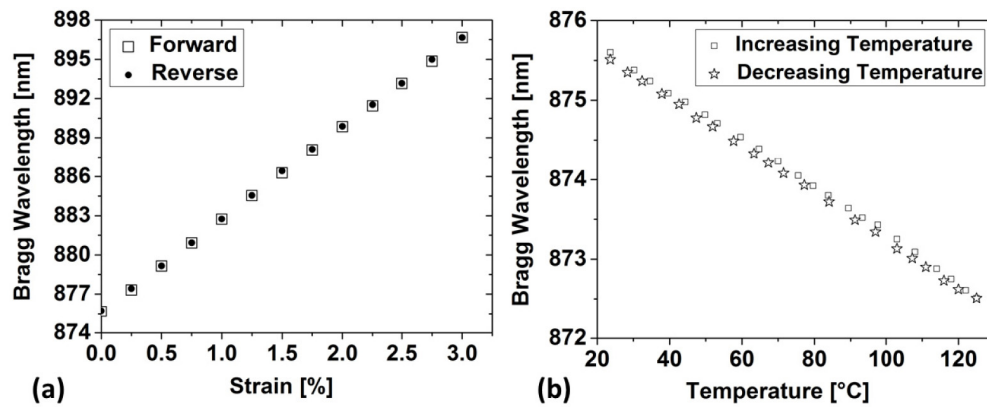 898
895
892
889
886
883
880
877
874
Bragg Wavelength [nm]
Forward
Reverse
0.0 0.5 1.0 1.5 2.0 2.5 3.0
Strain [%]
(a)
876
875
874
873
872
Bragg Wavelength [nm]
Increasing Temperature
Decreasing Temperature
20 40 60 80 100 120
Temperature [°C]
(b)